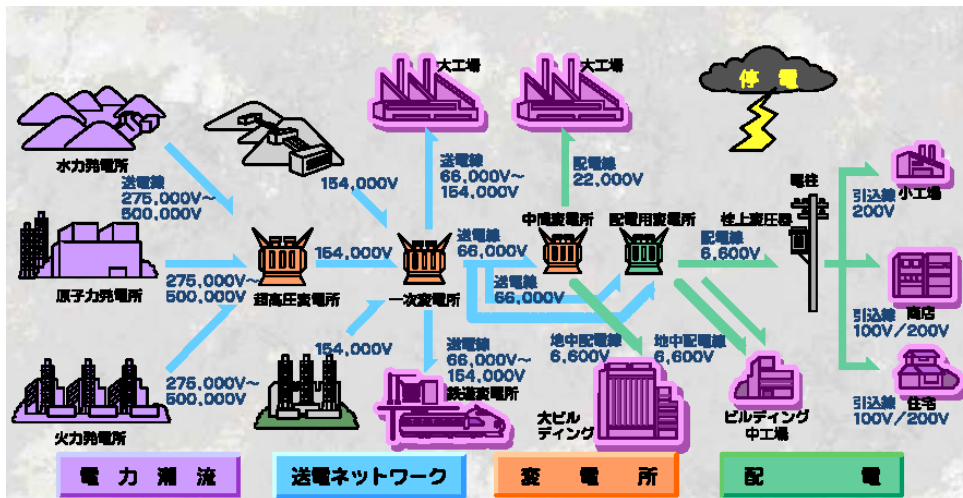 大工場
大工場
停電
水力発電所
送電線
275,000V～
500,000V
154,000V
送電線
66,000V～
154,000V
配電線
22,000V
電柱
引込線
200V
小工場
中間変電所
配電用変電所
柱上変圧器
154,000V
送電線
66,000V
配電線
6,600V
原子力発電所
275,000V～
500,000V
超高圧変電所
一次変電所
送電線
66,000V
商店
引込線
100V/200V
154,000V
送電線
66,000V～
154,000V
鉄道変電所
地中配電線
6,600V
地中配電線
6,600V
275,000V～
500,000V
火力発電所
大ビル
ディング
ビルディング
中工場
住宅
引込線
100V/200V
電力潮流
送電ネットワーク
変電所
配電